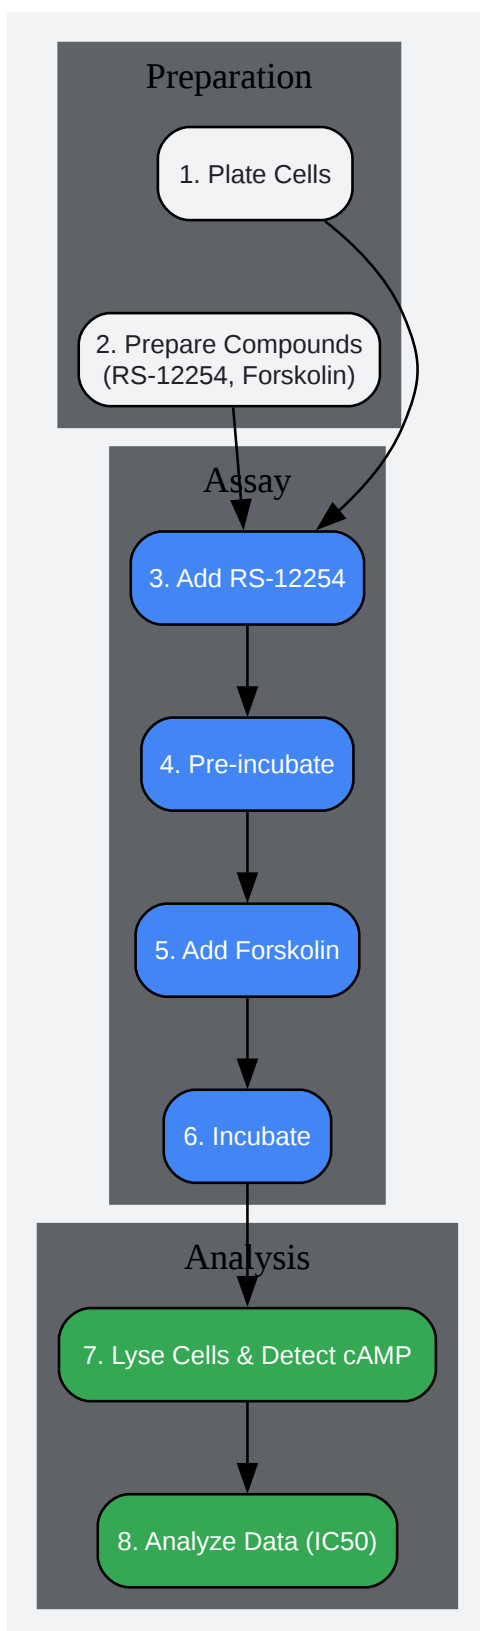 Preparation
1. Plate Cells
2. Prepare Compounds
(RS-12254, Forskolin)
Assay
3. Add RS-12254
4. Pre-incubate
5. Add Forskolin
6. Incubate
Analysis
7. Lyse Cells & Detect cAMP
8. Analyze Data (IC50)